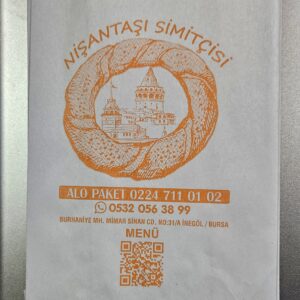 NİŞANTAŞI SİMİTÇİSİ
ALO PAKET 0224 711 01 02
0532 056 38 99
BURHANİYE MH. MİMAR SİNAN CD. NO:31/A İNEGÖL / BURSA
MENÜ